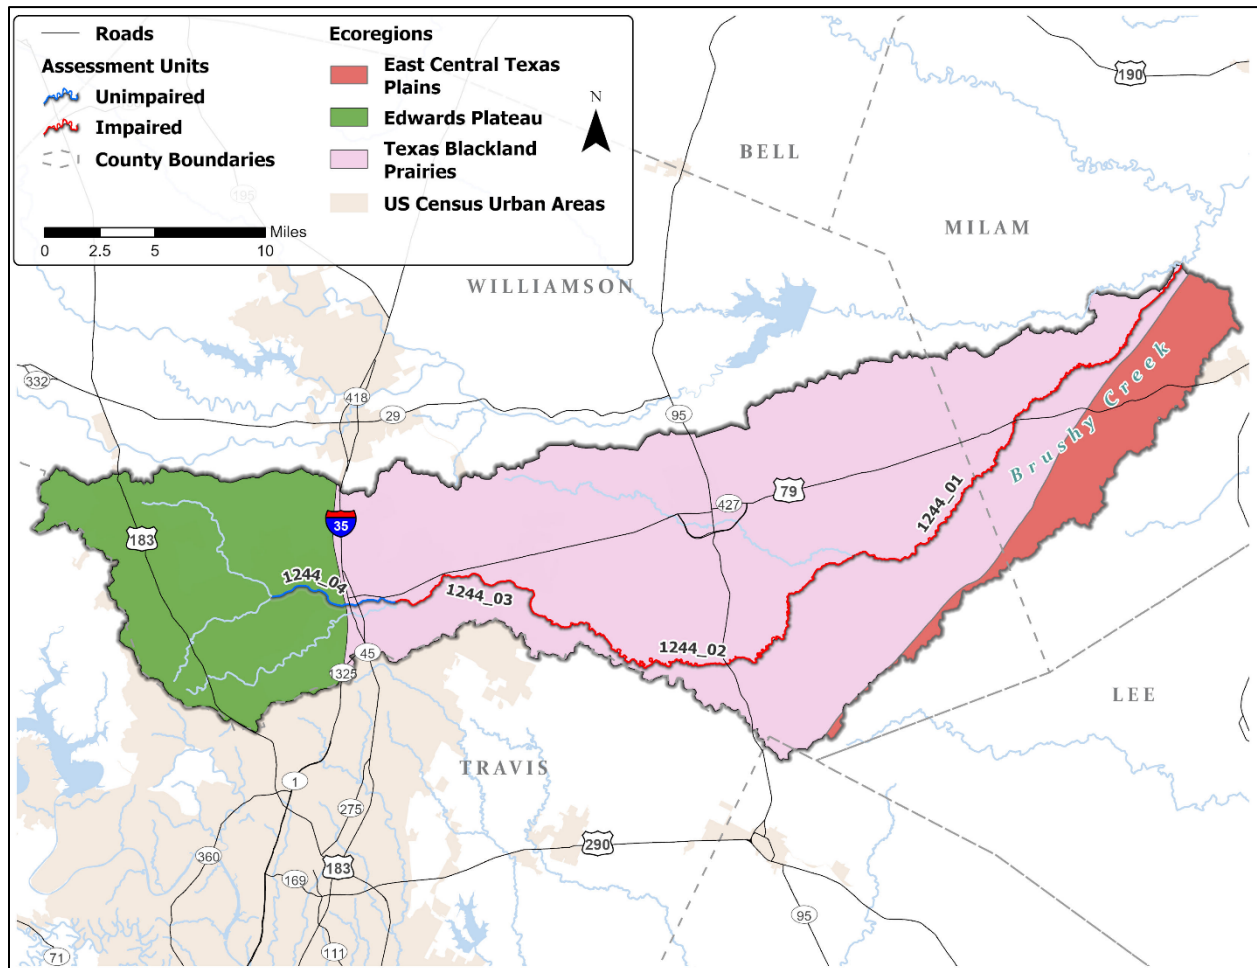 Roads
Assessment Units
Unimpaired
Impaired
County Boundaries
Ecoregions
East Central Texas
Plains
Edwards Plateau
Texas Blackland
Prairies
US Census Urban Areas
N
Miles
0 2.5 5 10
195
190
BELL
MILAM
WILLIAMSON
332
418
29
95
Brushy Creek
79
427
1244_01
35
183
1244_04
1244_03
1244_02
45
1325
LEE
TRAVIS
1
275
290
360
183
169
95
111
71